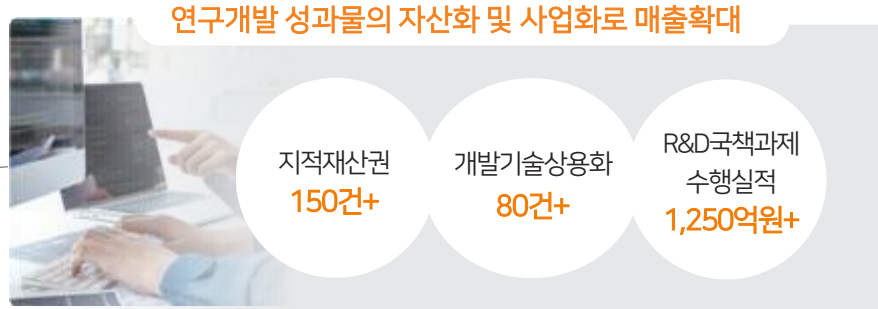 연구개발 성과물의 자산화 및 사업화로 매출확대
지적재산권
150건+
개발기술상용화
80건+
R&D국책과제
수행실적
1,250억원+